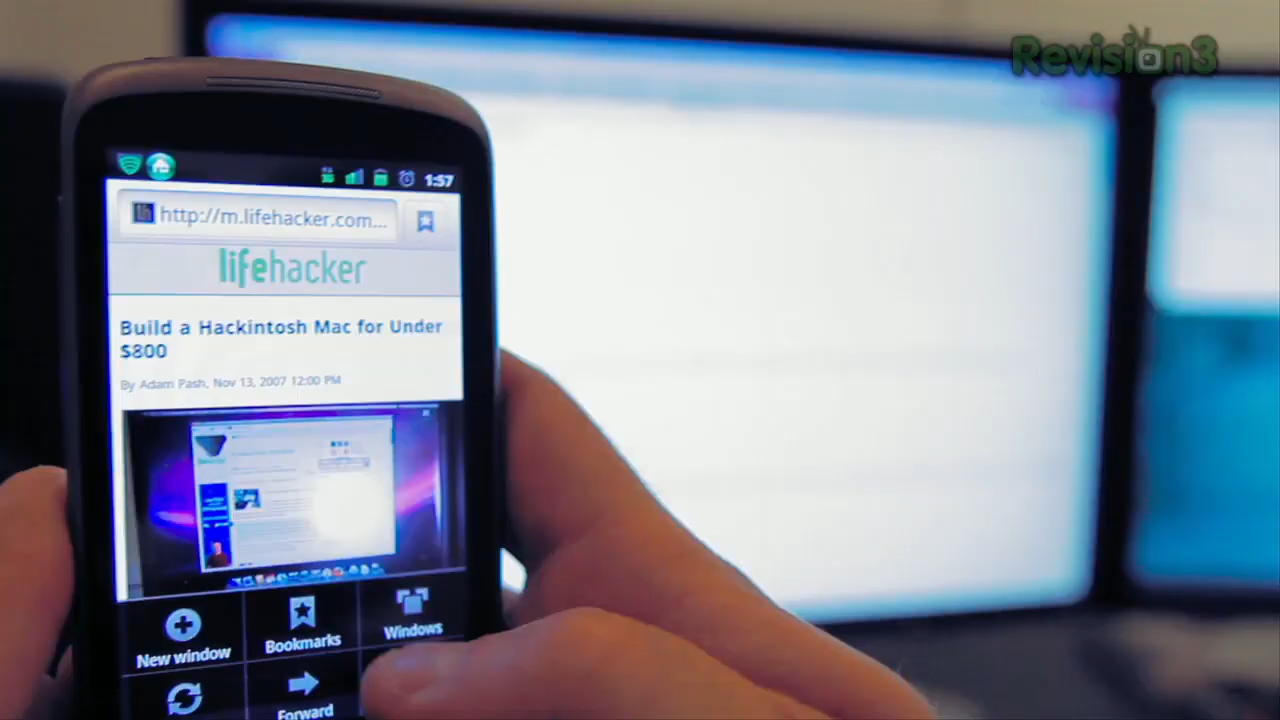 Revision3
1:57
http://m.lifehacker.com...
lifehacker
Build a Hackintosh Mac for Under
$800
By Adam Pash, Nov 13, 2007 12:00 PM
New window
Bookmarks
Windows
Forward